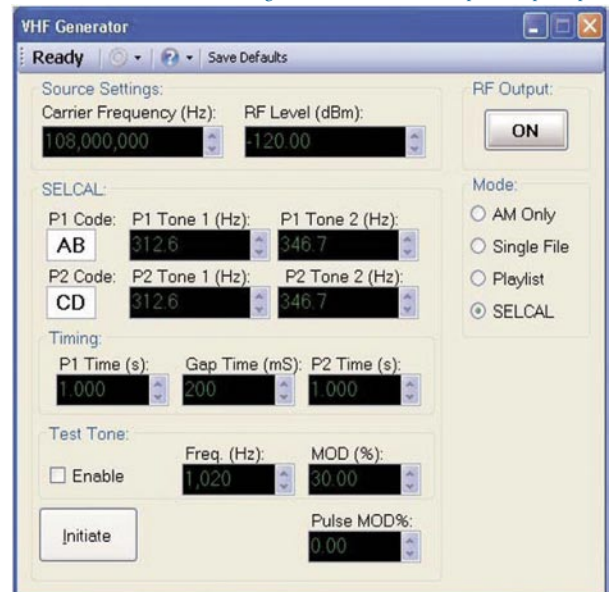 VHF Generator
Ready Save Defaults
Source Settings:
Carrier Frequency (Hz): RF Level (dBm):
108,000,000 -120.00
RF Output:
ON
SELCAL:
P1 Code: P1 Tone 1 (Hz): P1 Tone 2 (Hz):
AB 312.6 346.7
P2 Code: P2 Tone 1 (Hz): P2 Tone 2 (Hz):
CD 312.6 346.7
Timing:
P1 Time (s): Gap Time (mS): P2 Time (s):
1.000 200 1.000
Test Tone:
Freq. (Hz): MOD (%):
Enable 1,020 30.00
Initiate
Pulse MOD%:
0.00
Mode:
AM Only
Single File
Playlist
SELCAL